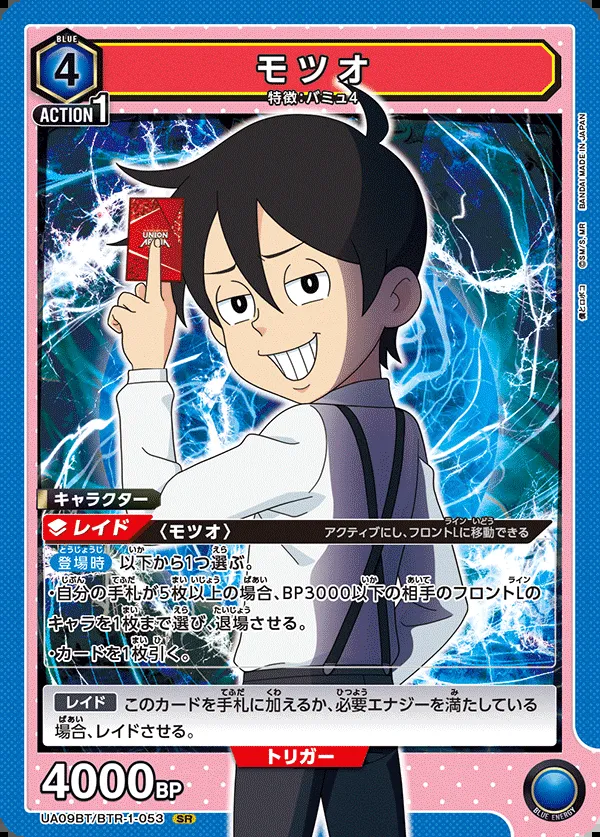 BLUE
4
ACTION 1
モツオ
特徴:バミュ4
UNION ARENA
BANDAI MADE IN JAPAN
©SM/S, MR
僕とロボコ
キャラクター
レイド 〈モツオ〉 アクティブにし、フロントLに移動できる
登場時 以下から1つ選ぶ。
・自分の手札が5枚以上の場合、BP3000以下の相手のフロントLの
キャラを1枚まで選び、退場させる。
・カードを1枚引く。
レイド このカードを手札に加えるか、必要エナジーを満たしている
場合、レイドさせる。
トリガー
4000BP
BLUE ENERGY
UA09BT/BTR-1-053 SR